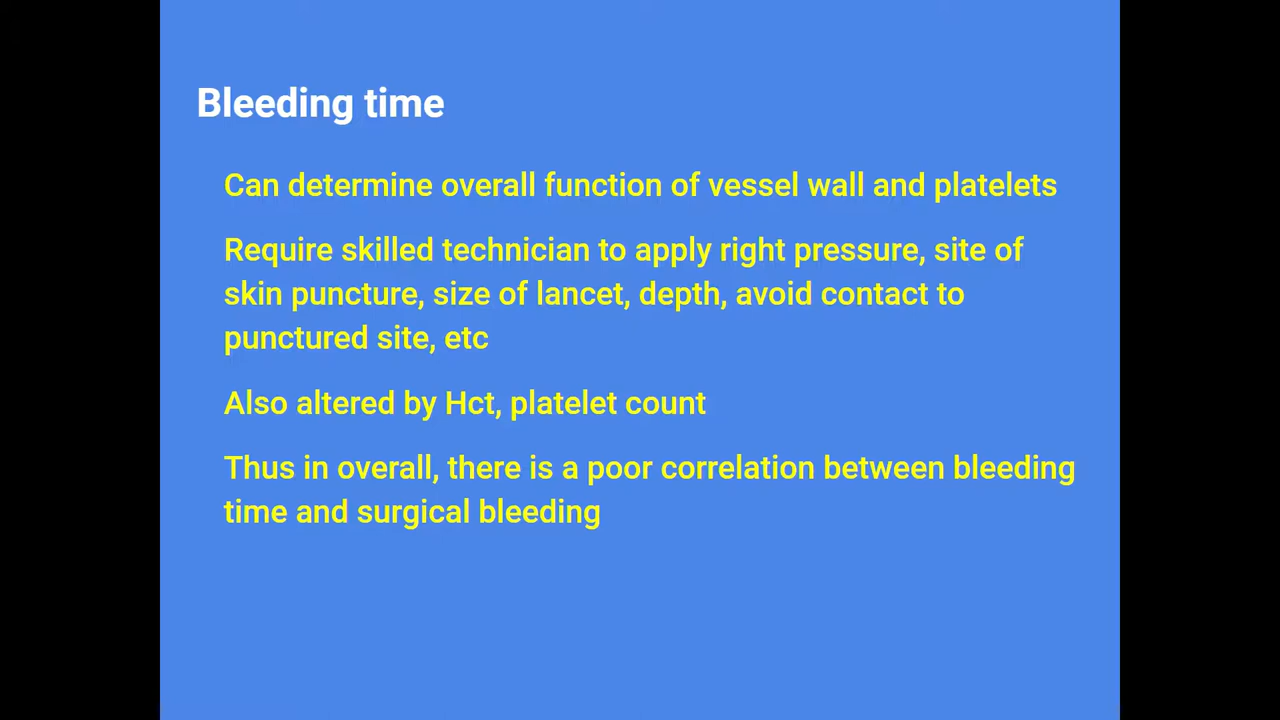 Bleeding time
Can determine overall function of vessel wall and platelets
Require skilled technician to apply right pressure, site of
skin puncture, size of lancet, depth, avoid contact to
punctured site, etc
Also altered by Hct, platelet count
Thus in overall, there is a poor correlation between bleeding
time and surgical bleeding